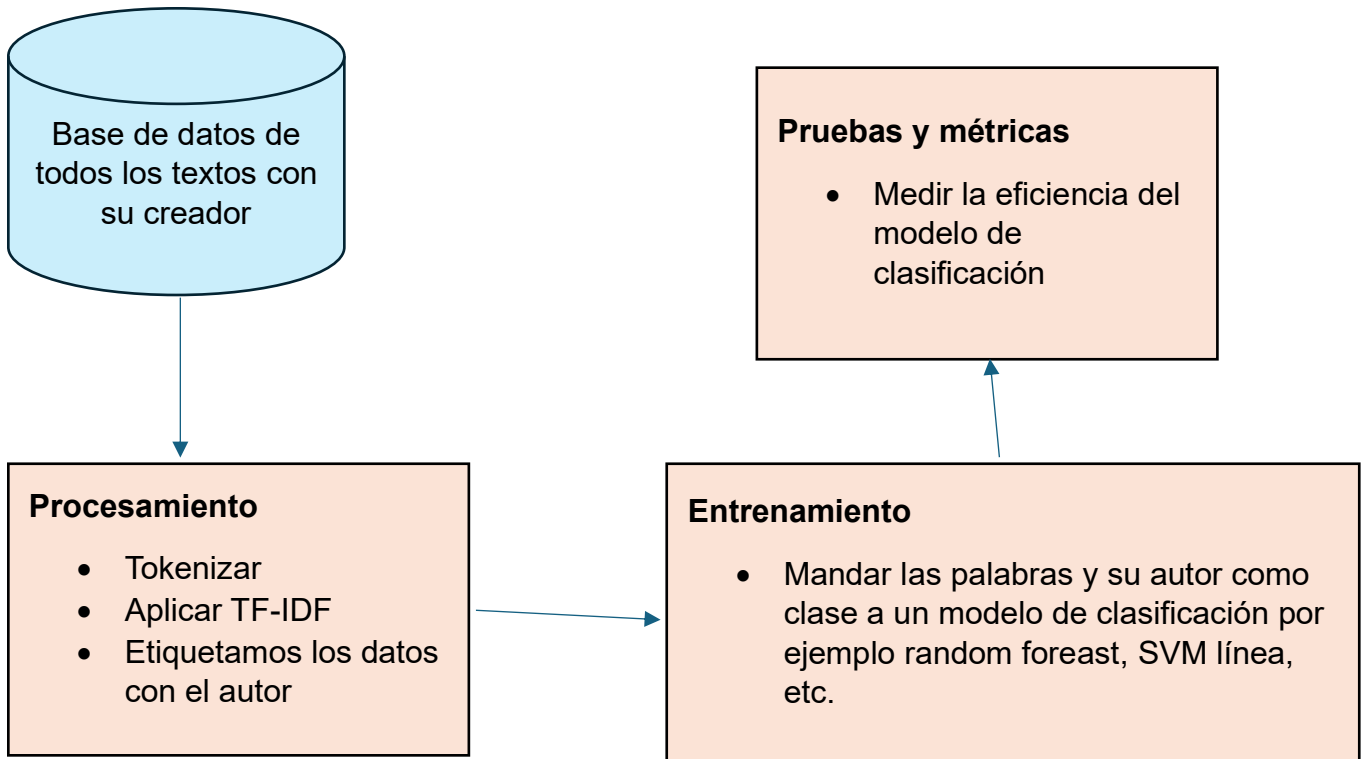 Base de datos de
todos los textos con
su creador
Procesamiento
• Tokenizar
• Aplicar TF-IDF
• Etiquetamos los datos
con el autor
Entrenamiento
• Mandar las palabras y su autor como
clase a un modelo de clasificación por
ejemplo random foreast, SVM línea,
etc.
Pruebas y métricas
• Medir la eficiencia del
modelo de
clasificación